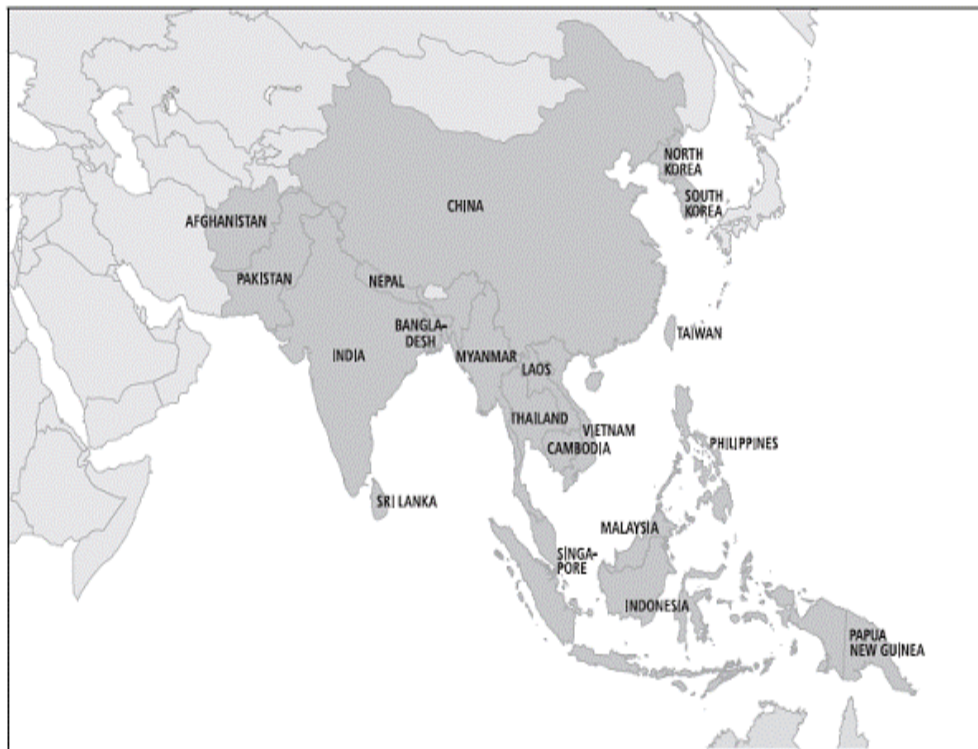 NORTH
KOREA
SOUTH
KOREA
CHINA
AFGHANISTAN
PAKISTAN
NEPAL
BANGLA-
DESH
INDIA
MYANMAR
LAOS
TAIWAN
THAILAND
VIETNAM
CAMBODIA
PHILIPPINES
SRI LANKA
MALAYSIA
SINGA-
PORE
INDONESIA
PAPUA
NEW GUINEA